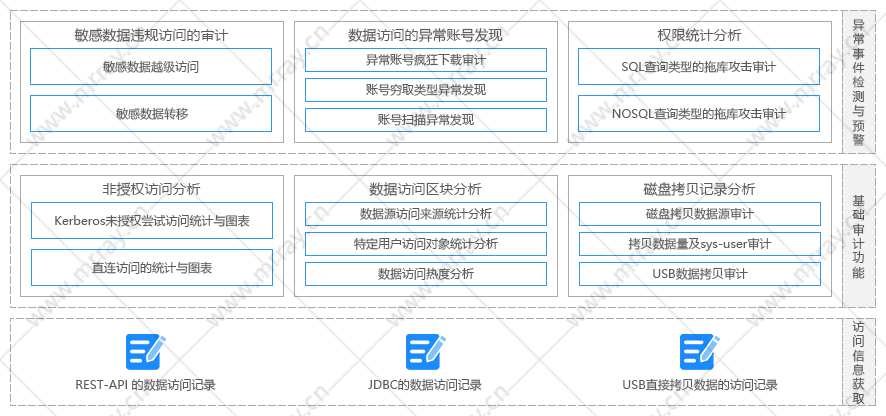 敏感数据违规访问的审计
敏感数据越级访问
敏感数据转移
数据访问的异常账号发现
异常账号疯狂下载审计
账号穷取类型异常发现
账号扫描异常发现
权限统计分析
SQL查询类型的拖库攻击审计
NOSQL查询类型的拖库攻击审计
异常事件检测与预警
非授权访问分析
Kerberos未授权尝试访问统计与图表
直连访问的统计与图表
数据访问区块分析
数据源访问来源统计分析
特定用户访问对象统计分析
数据访问热度分析
磁盘拷贝记录分析
磁盘拷贝数据源审计
拷贝数据量及sys-user审计
USB数据拷贝审计
基础审计功能
REST-API 的数据访问记录
JDBC的数据访问记录
USB直接拷贝数据的访问记录
访问信息获取
www.mrray.cn